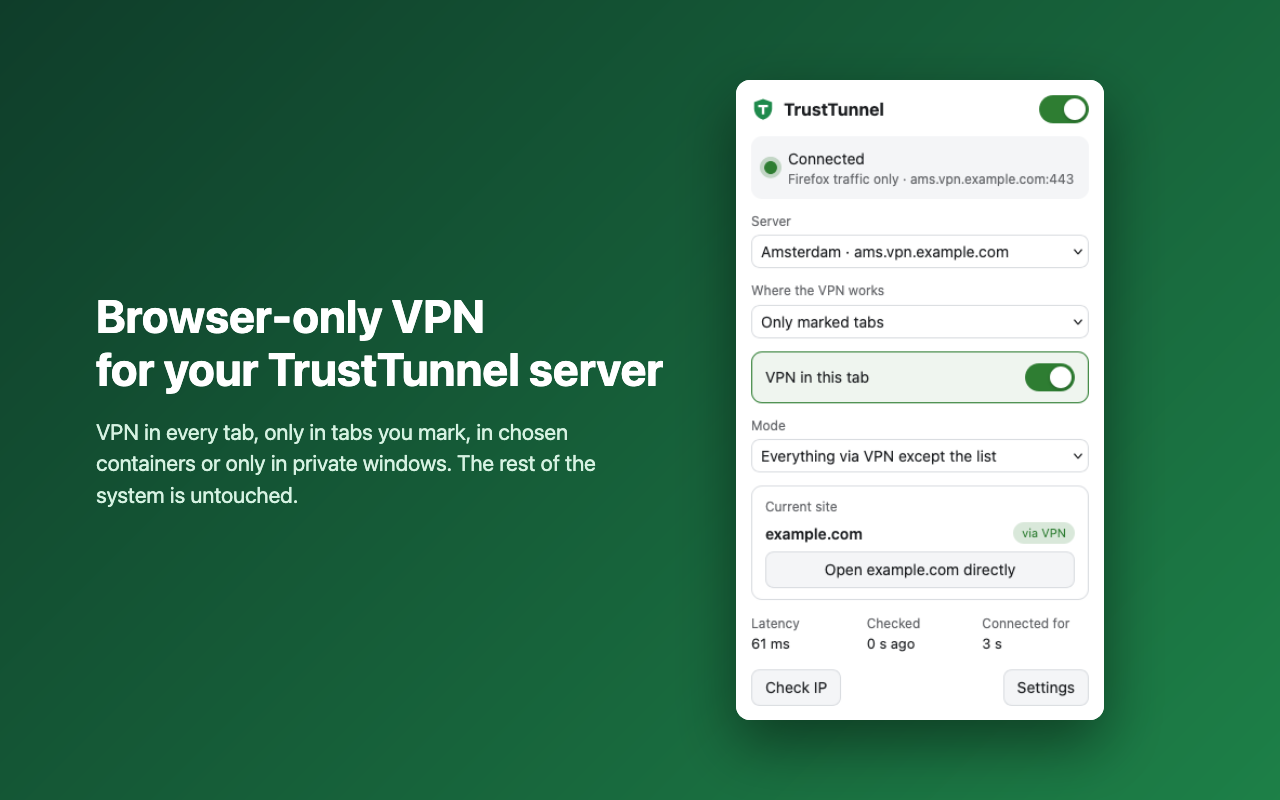 Browser-only VPN
for your TrustTunnel server
VPN in every tab, only in tabs you mark, in chosen
containers or only in private windows. The rest of the
system is untouched.
TrustTunnel
Connected
Firefox traffic only · ams.vpn.example.com:443
Server
Amsterdam · ams.vpn.example.com
Where the VPN works
Only marked tabs
VPN in this tab
Mode
Everything via VPN except the list
Current site
example.com via VPN
Open example.com directly
Latency Checked Connected for
61 ms 0 s ago 3 s
Check IP Settings